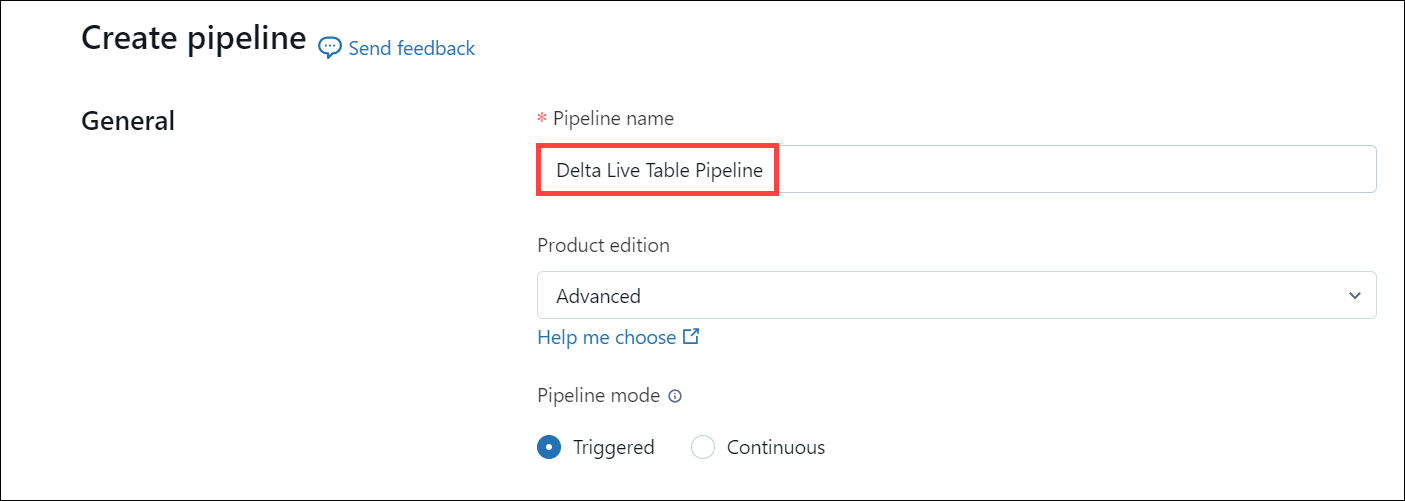 Create pipeline
Send feedback
General
* Pipeline name
Delta Live Table Pipeline
Product edition
Advanced
Help me choose
Pipeline mode
Triggered
Continuous